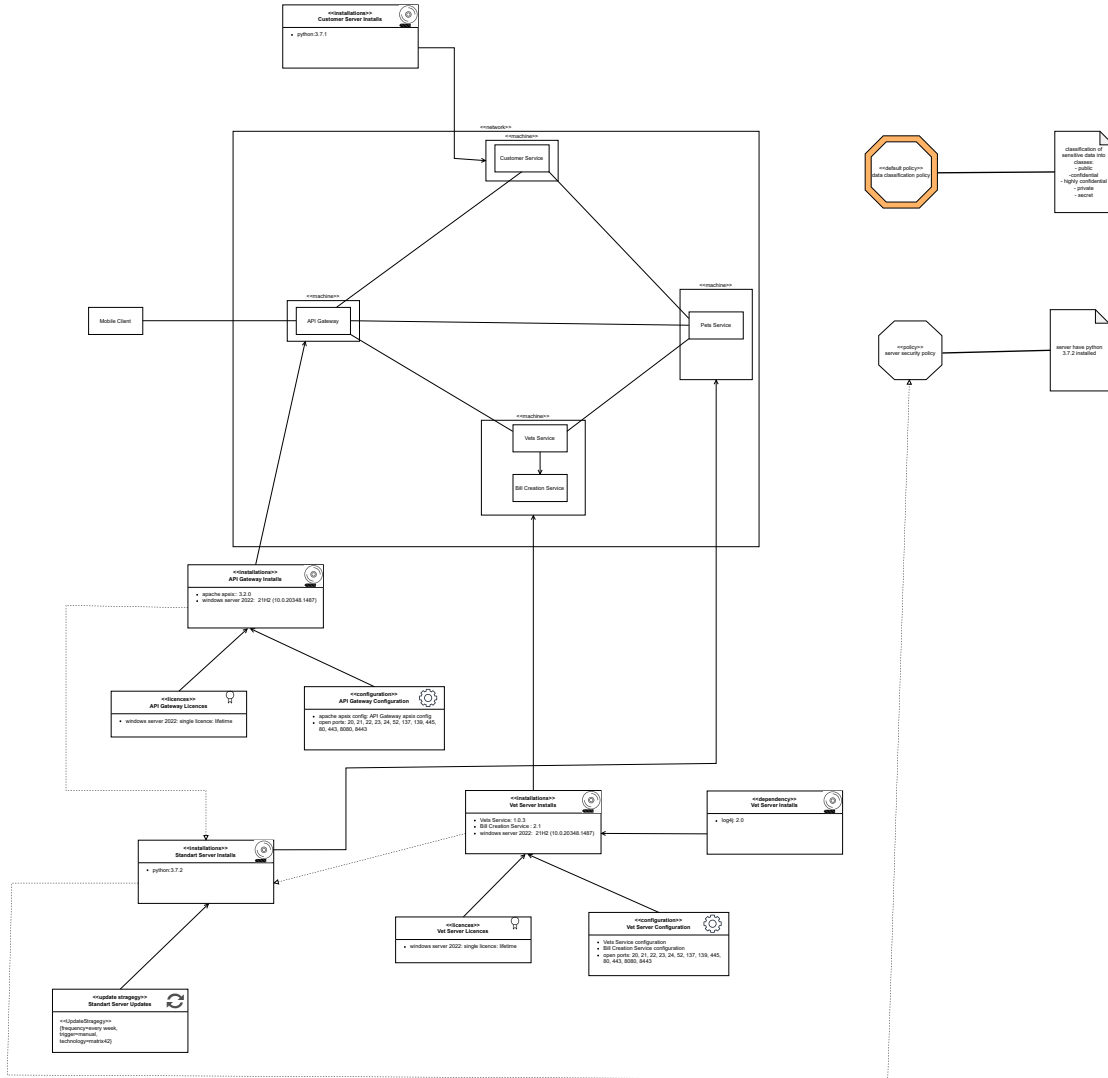 <<installations>>
Customer Server Installs
• python:3.7.1
<<network>>
<<machine>>
Customer Service
<<default policy>>
data classification policy
classification of
sensitive data into
classes:
- public
-confidential
- highly confidential
- private
- secret
<<machine>>
Pets Service
<<machine>>
API Gateway
Mobile Client
<<policy>>
server security policy
server have python
3.7.2 installed
<<machine>>
Vets Service
Bill Creation Service
<<installations>>
API Gateway Installs
• apache apsix:: 3.2.0
• windows server 2022: 21H2 (10.0.20348.1487)
<<licences>>
API Gateway Licences
• windows server 2022: single licence: lifetime
<<configuration>>
API Gateway Configuration
• apache apsix config: API Gateway apsix config
• open ports: 20, 21, 22, 23, 24, 52, 137, 139, 445,
80, 443, 8080, 8443
<<installations>>
Vet Server Installs
• Vets Service: 1.0.3
• Bill Creation Service : 2.1
• windows server 2022: 21H2 (10.0.20348.1487)
<<dependency>>
Vet Server Installs
• log4j: 2.0
<<installations>>
Standart Server Installs
• python:3.7.2
<<licences>>
Vet Server Licences
• windows server 2022: single licence: lifetime
<<configuration>>
Vet Server Configuration
• Vets Service configuration
• Bill Creation Service configuration
• open ports: 20, 21, 22, 23, 24, 52, 137, 139, 445,
80, 443, 8080, 8443
<<update stragegy>>
Standart Server Updates
<<UpdateStragegy>>
{frequency=every week,
trigger=manual,
technology=matrix42}